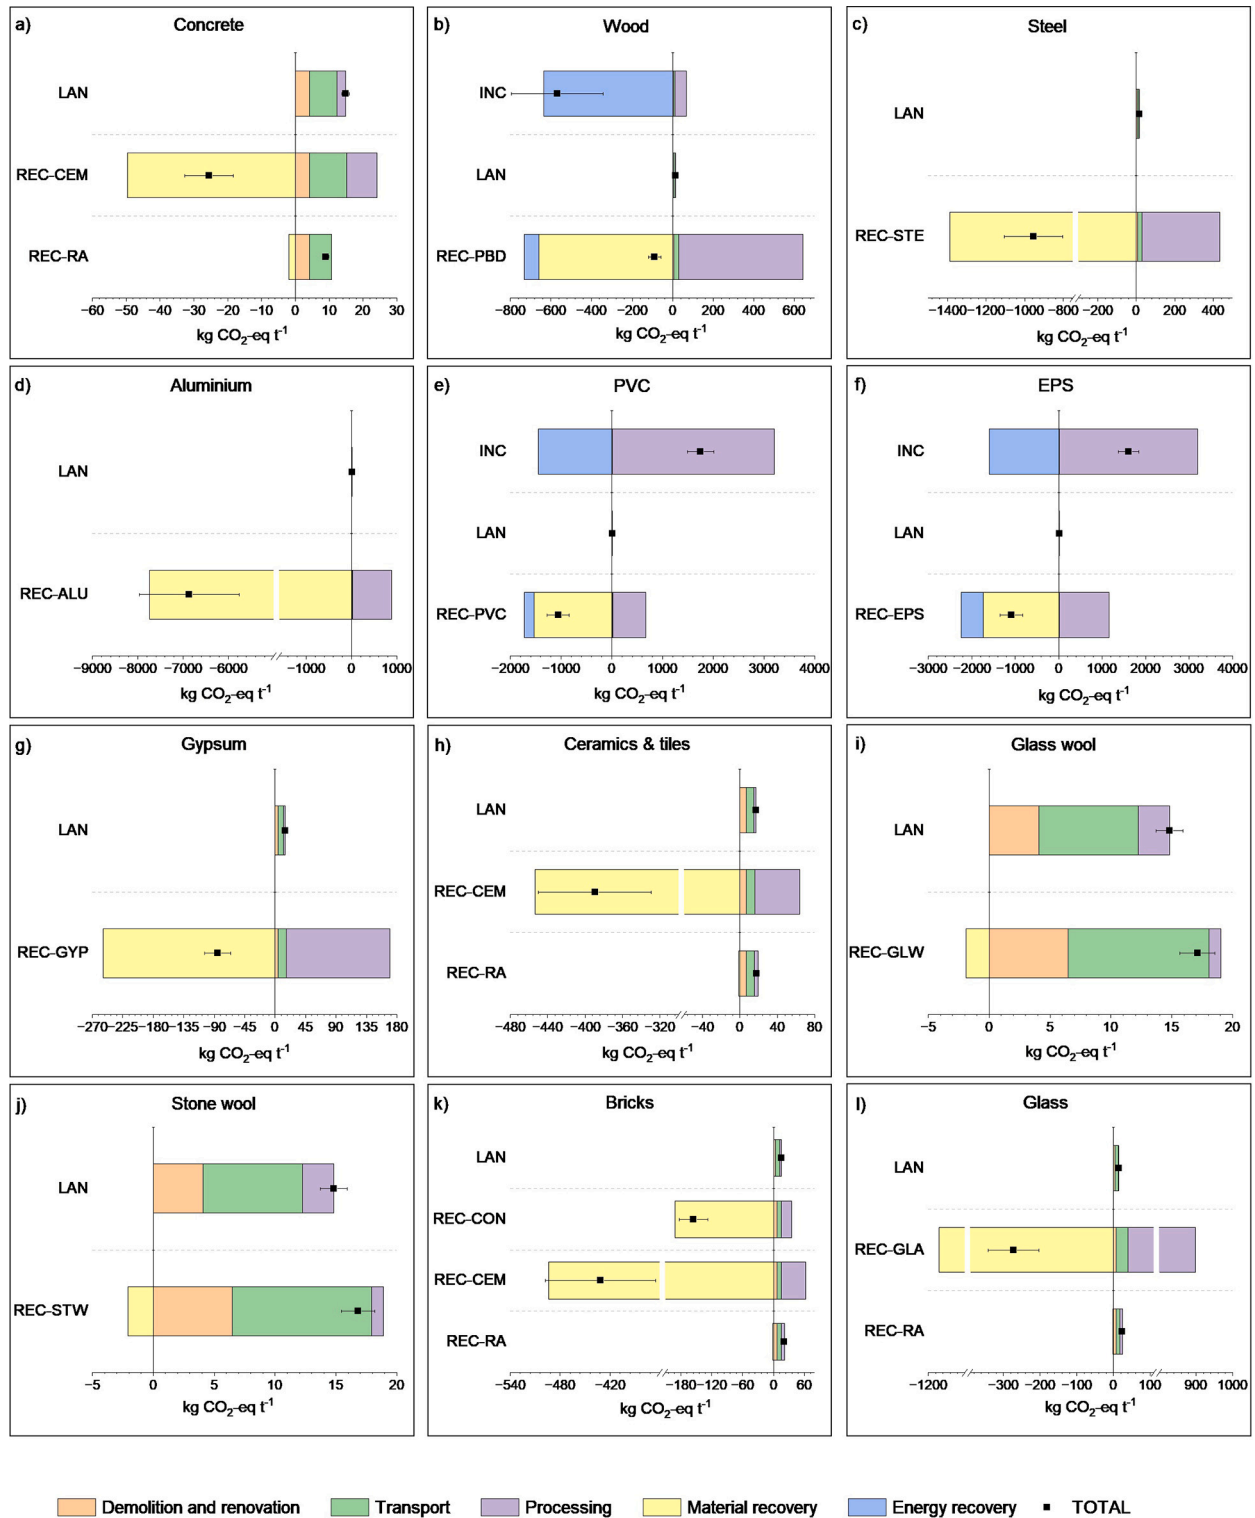 a) Concrete
LAN
REC-CEM
REC-RA
−60 −50 −40 −30 −20 −10 0 10 20 30
kg CO2-eq t-1
b) Wood
INC
LAN
REC-PBD
−800 −600 −400 −200 0 200 400 600
kg CO2-eq t-1
c) Steel
LAN
REC-STE
−1400 −1200 −1000 −800 −200 0 200 400
kg CO2-eq t-1
d) Aluminium
LAN
REC-ALU
−9000 −8000 −7000 −6000 −1000 0 1000
kg CO2-eq t-1
e) PVC
INC
LAN
REC-PVC
−2000 −1000 0 1000 2000 3000 4000
kg CO2-eq t-1
f) EPS
INC
LAN
REC-EPS
−3000 −2000 −1000 0 1000 2000 3000 4000
kg CO2-eq t-1
g) Gypsum
LAN
REC-GYP
−270 −225 −180 −135 −90 −45 0 45 90 135 180
kg CO2-eq t-1
h) Ceramics & tiles
LAN
REC-CEM
REC-RA
−480 −440 −400 −360 −320 −40 0 40 80
kg CO2-eq t-1
i) Glass wool
LAN
REC-GLW
−5 0 5 10 15 20
kg CO2-eq t-1
j) Stone wool
LAN
REC-STW
−5 0 5 10 15 20
kg CO2-eq t-1
k) Bricks
LAN
REC-CON
REC-CEM
REC-RA
−540 −480 −420 −180 −120 −60 0 60
kg CO2-eq t-1
l) Glass
LAN
REC-GLA
REC-RA
−1200 −300 −200 −100 0 100 900 1000
kg CO2-eq t-1
Demolition and renovation Transport Processing Material recovery Energy recovery TOTAL